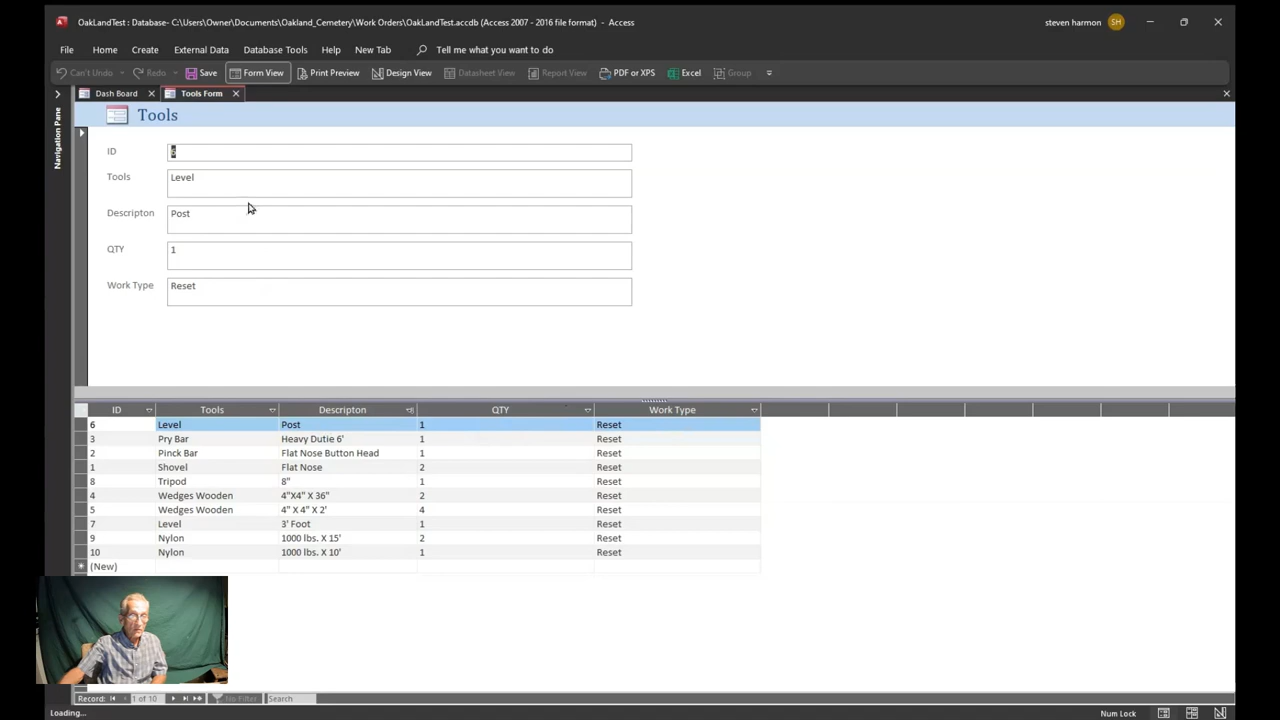 OakLandTest : Database- C:\Users\Owner\Documents\Oakland_Cemetery\Work Orders\OakLandTest.accdb (Access 2007 - 2016 file format) - Access
steven harmon SH
File Home Create External Data Database Tools Help New Tab Tell me what you want to do
Can't Undo Redo Save Form View Print Preview Design View Datasheet View Report View PDF or XPS Excel Group
Dash Board Tools Form
Navigation Pane
Tools
ID 6
Tools Level
Descripton Post
QTY 1
Work Type Reset
ID Tools Descripton QTY Work Type
6 Level Post 1 Reset
3 Pry Bar Heavy Dutie 6' 1 Reset
2 Pinck Bar Flat Nose Button Head 1 Reset
1 Shovel Flat Nose 2 Reset
8 Tripod 8" 1 Reset
4 Wedges Wooden 4"X4" X 36" 2 Reset
5 Wedges Wooden 4" X 4" X 2' 4 Reset
7 Level 3' Foot 1 Reset
9 Nylon 1000 lbs. X 15' 2 Reset
10 Nylon 1000 lbs. X 10' 1 Reset
(New)
Record: 1 of 10 No Filter Search
Loading... Num Lock